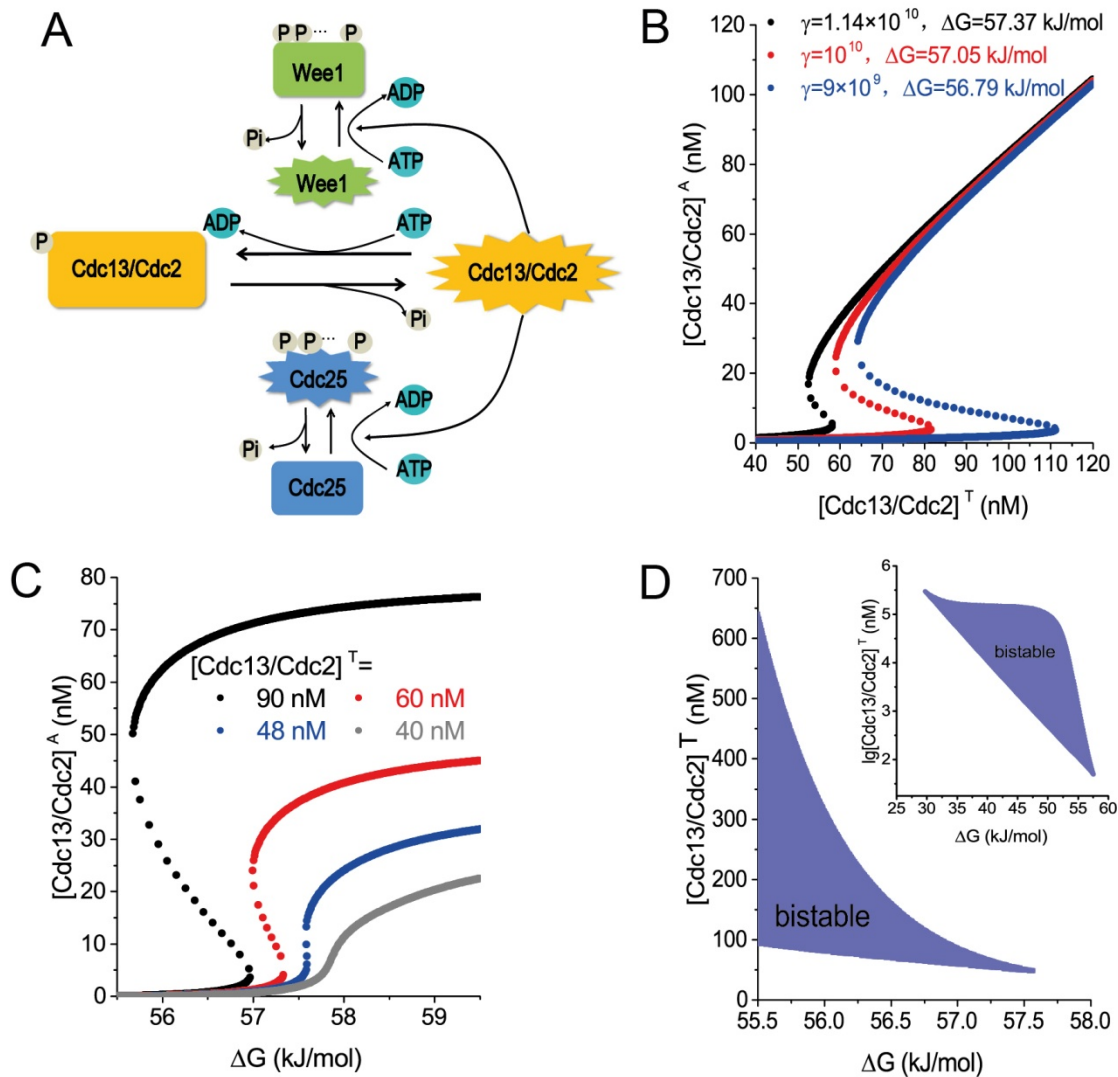 A
P P ... P
Wee1
ADP
Pi
ATP
Wee1
ADP
ATP
P
Cdc13/Cdc2
Cdc13/Cdc2
Pi
P P ... P
Cdc25
ADP
Pi
ATP
Cdc25
B
γ=1.14×10¹⁰, ΔG=57.37 kJ/mol
γ=10¹⁰, ΔG=57.05 kJ/mol
γ=9×10⁹, ΔG=56.79 kJ/mol
120
100
80
60
40
20
0
[Cdc13/Cdc2] ᴬ (nM)
40 50 60 70 80 90 100 110 120
[Cdc13/Cdc2] ᵀ (nM)
C
80
70
60
50
40
30
20
10
0
[Cdc13/Cdc2] ᴬ (nM)
[Cdc13/Cdc2] ᵀ=
90 nM 60 nM
48 nM 40 nM
56 57 58 59
ΔG (kJ/mol)
D
700
600
500
400
300
200
100
0
[Cdc13/Cdc2] ᵀ (nM)
bistable
55.5 56.0 56.5 57.0 57.5 58.0
ΔG (kJ/mol)
6
5
4
3
2
lg[Cdc13/Cdc2] ᵀ (nM)
bistable
25 30 35 40 45 50 55 60
ΔG (kJ/mol)